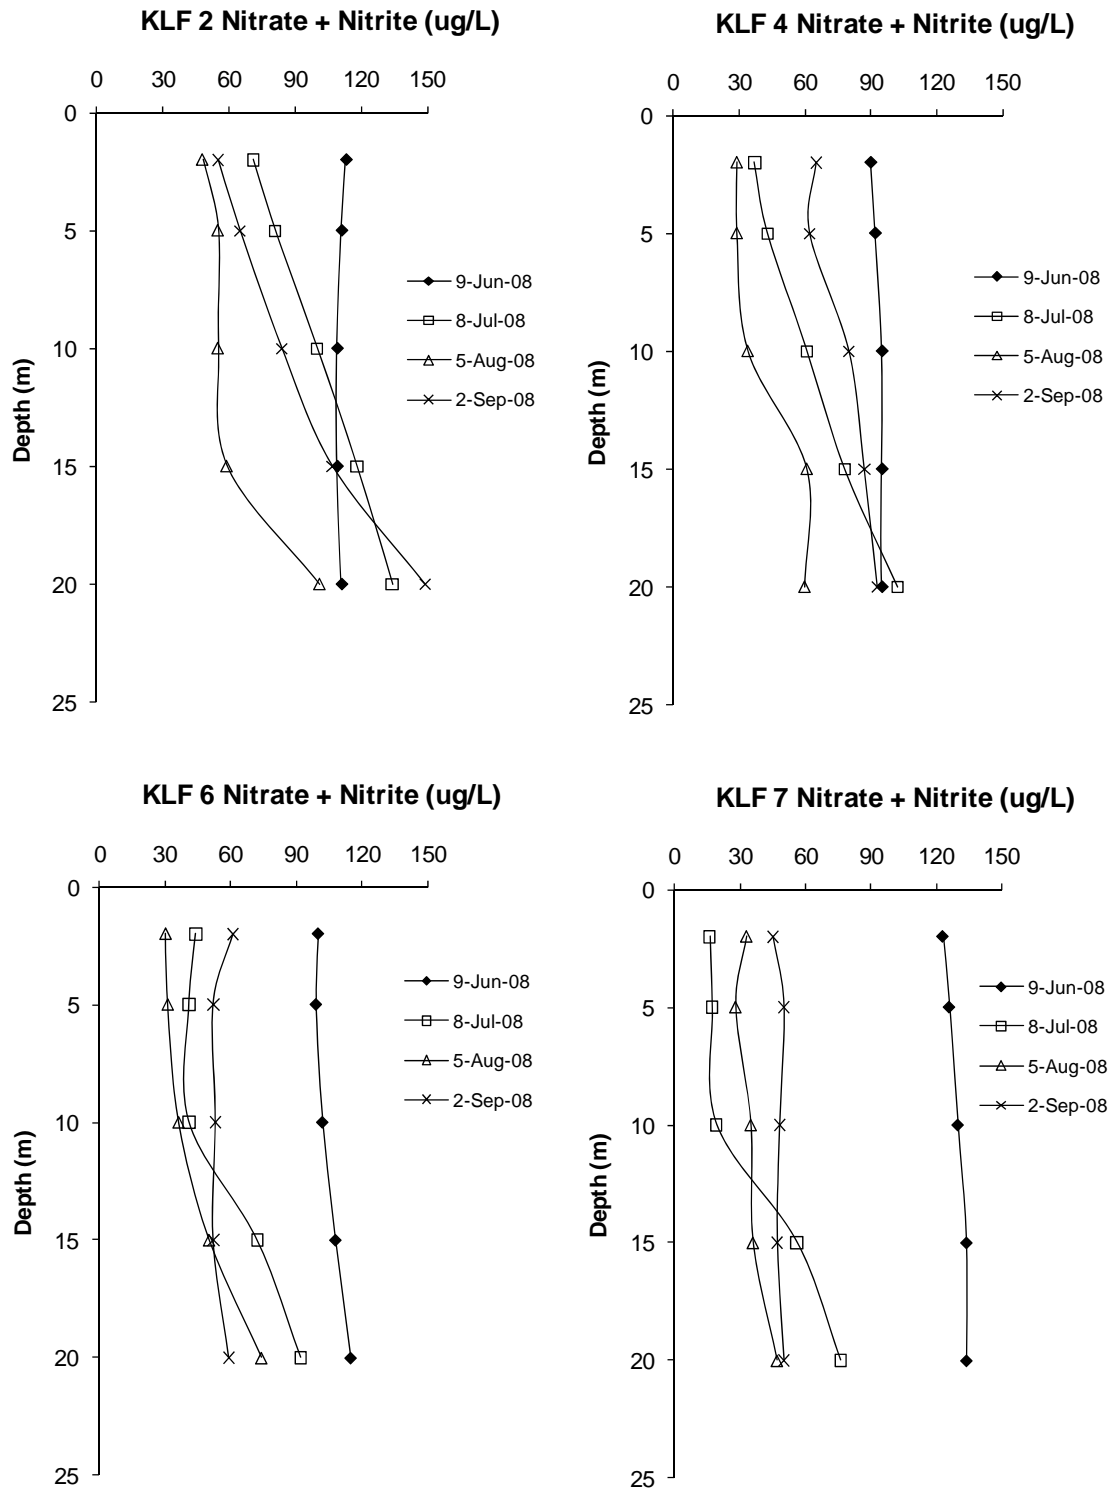 KLF 2 Nitrate + Nitrite (ug/L)
0 30 60 90 120 150
0
5
10
15
20
25
Depth (m)
9-Jun-08
8-Jul-08
5-Aug-08
2-Sep-08
KLF 4 Nitrate + Nitrite (ug/L)
0 30 60 90 120 150
0
5
10
15
20
25
Depth (m)
9-Jun-08
8-Jul-08
5-Aug-08
2-Sep-08
KLF 6 Nitrate + Nitrite (ug/L)
0 30 60 90 120 150
0
5
10
15
20
25
Depth (m)
9-Jun-08
8-Jul-08
5-Aug-08
2-Sep-08
KLF 7 Nitrate + Nitrite (ug/L)
0 30 60 90 120 150
0
5
10
15
20
25
Depth (m)
9-Jun-08
8-Jul-08
5-Aug-08
2-Sep-08